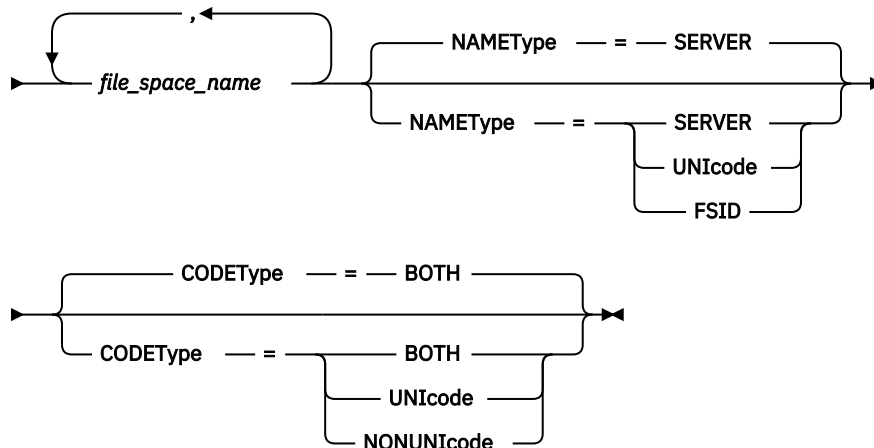 ,
file_space_name
NAMEType = SERVER
NAMEType = SERVER
UNIcode
FSID
CODEType = BOTH
CODEType = BOTH
UNIcode
NONUNIcode